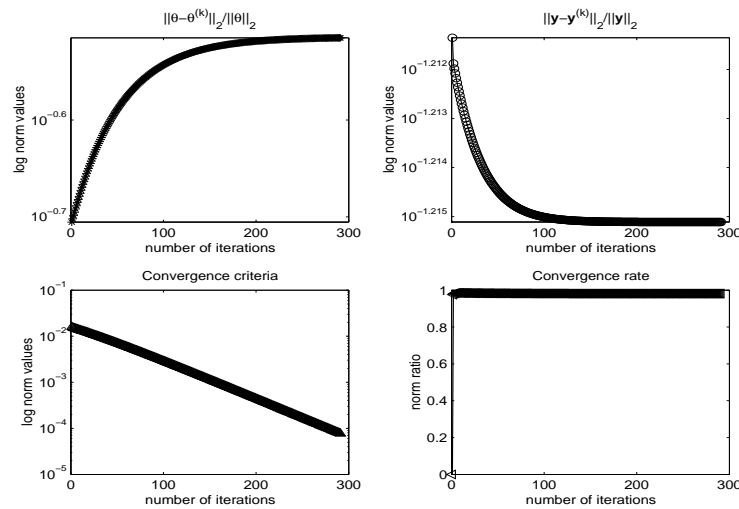 ||θ−θ^(k)||_2/||θ||_2
log norm values
10^−0.6
10^−0.7
0 100 200 300
number of iterations
||y−y^(k)||_2/||y||_2
log norm values
10^−1.212
10^−1.213
10^−1.214
10^−1.215
0 100 200 300
number of iterations
Convergence criteria
log norm values
10^−1
10^−2
10^−3
10^−4
10^−5
0 100 200 300
number of iterations
Convergence rate
norm ratio
1
0.8
0.6
0.4
0.2
0
0 100 200 300
number of iterations